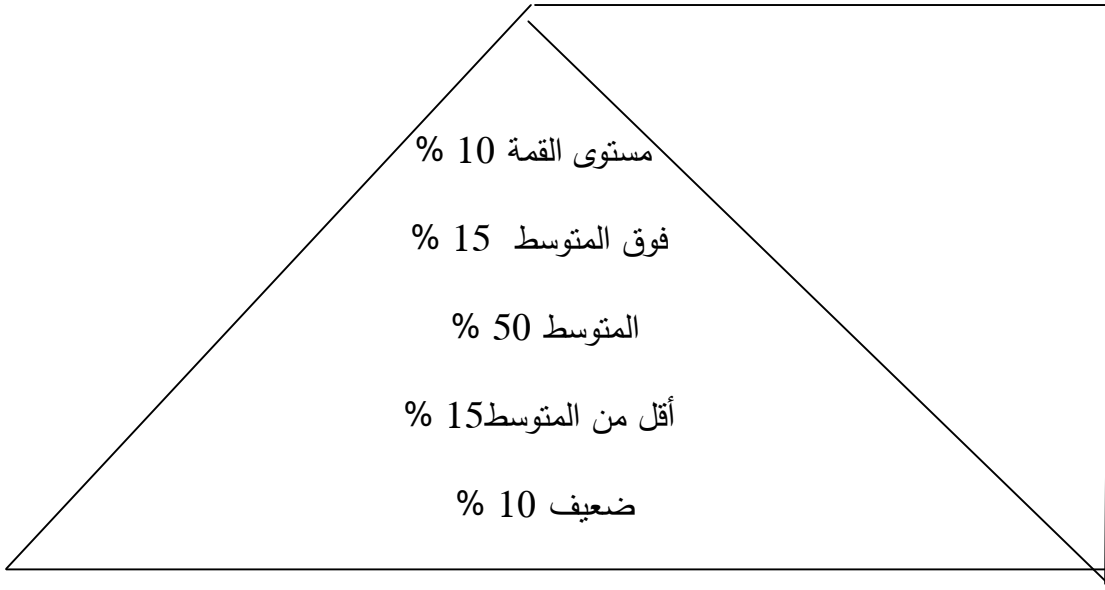 مستوى القمة 10 %
فوق المتوسط 15 %
المتوسط 50 %
أقل من المتوسط15 %
ضعيف 10 %